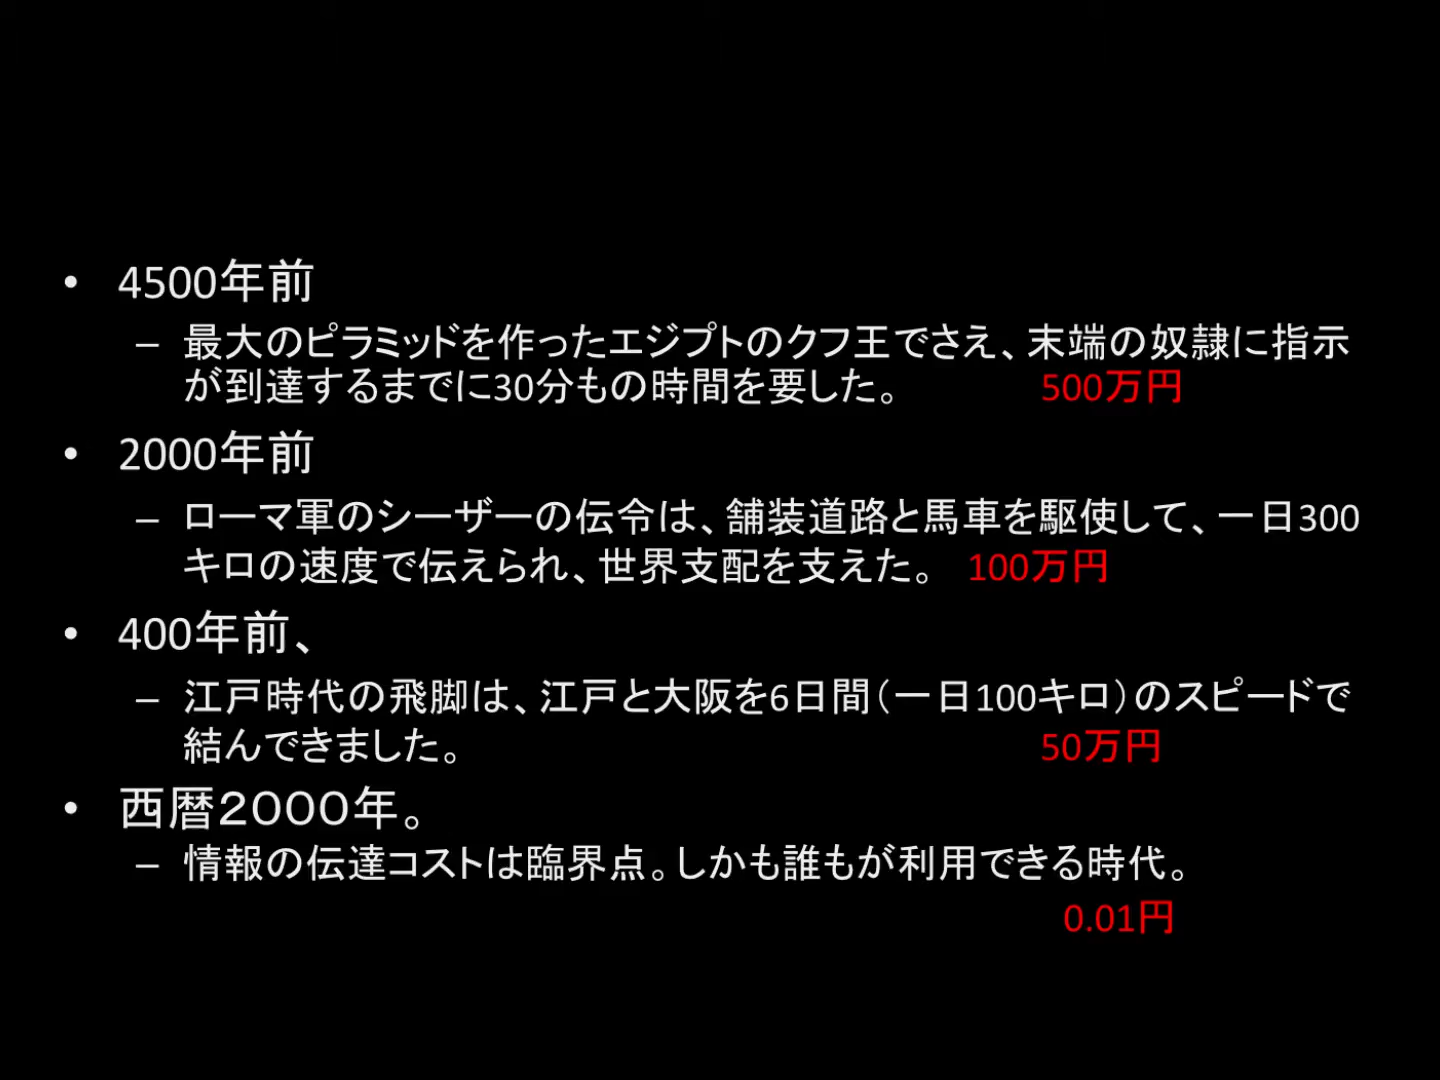 • 4500年前
– 最大のピラミッドを作ったエジプトのクフ王でさえ、末端の奴隷に指示
が到達するまでに30分もの時間を要した。 500万円
• 2000年前
– ローマ軍のシーザーの伝令は、舗装道路と馬車を駆使して、一日300
キロの速度で伝えられ、世界支配を支えた。 100万円
• 400年前、
– 江戸時代の飛脚は、江戸と大阪を6日間（一日100キロ）のスピードで
結んできました。 50万円
• 西暦２０００年。
– 情報の伝達コストは臨界点。しかも誰もが利用できる時代。
0.01円